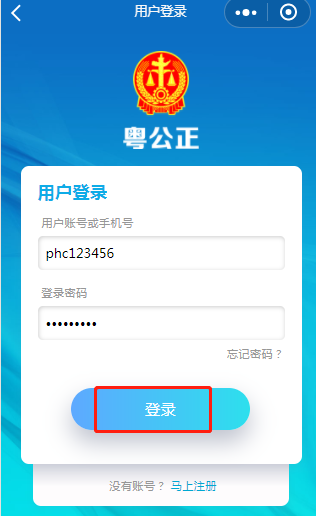 用户登录
粤公正
用户登录
用户账号或手机号
phc123456
登录密码
•••••••••
忘记密码？
登录
没有账号？ 马上注册